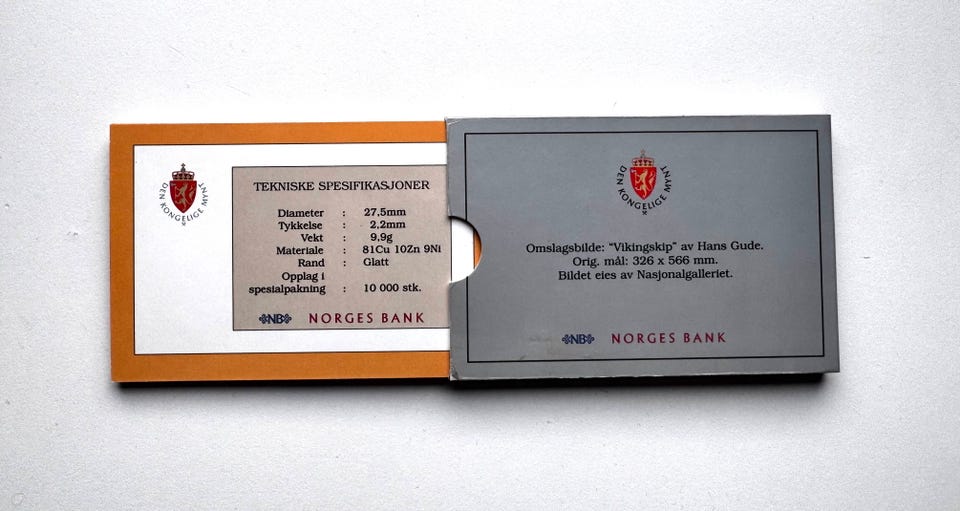 DEN KONGELIGE MYNT
TEKNISKE SPESIFIKASJONER
Diameter : 27,5mm
Tykkelse : 2,2mm
Vekt : 9,9g
Materiale : 81Cu 10Zn 9Ni
Rand : Glatt
Opplag i
spesialpakning : 10 000 stk.
NB NORGES BANK
DEN KONGELIGE MYNT
Omslagsbilde: "Vikingskip" av Hans Gude.
Orig. mål: 326 x 566 mm.
Bildet eies av Nasjonalgalleriet.
NB NORGES BANK